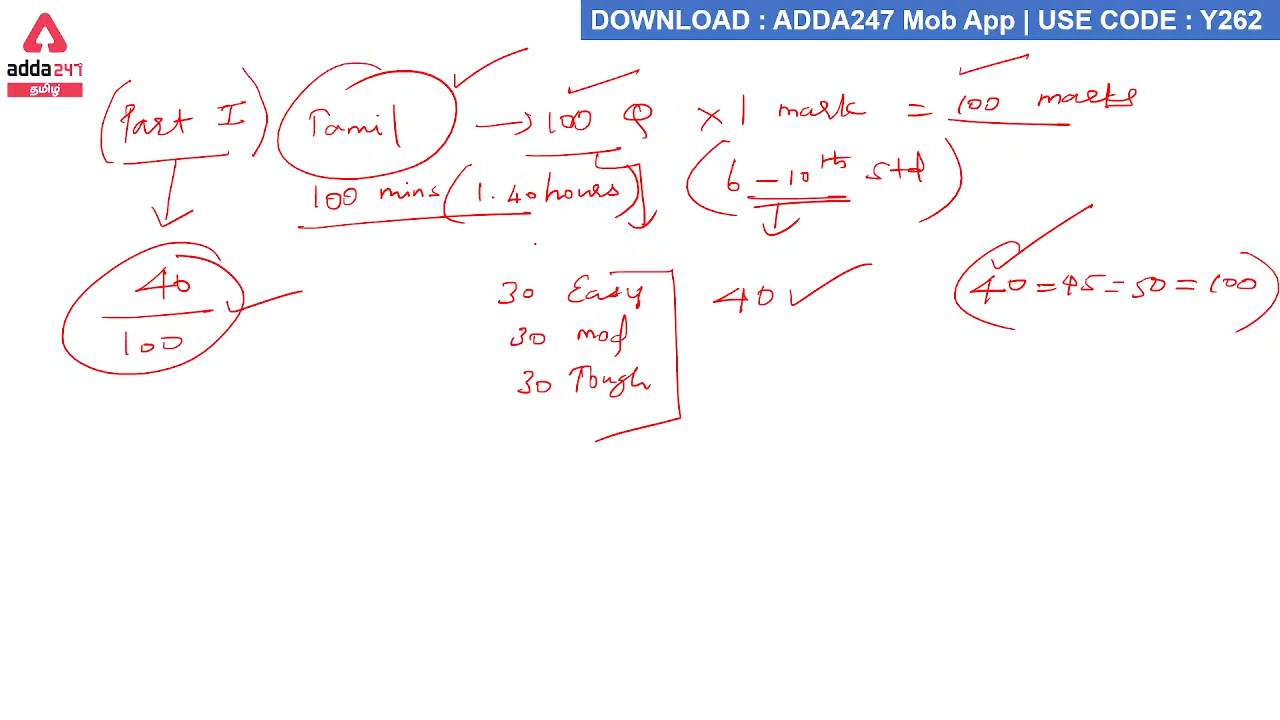 DOWNLOAD : ADDA247 Mob App | USE CODE : Y262
adda247
தமிழ்
(Part I) Tamil → 100 Q × 1 mark = 100 marks
100 mins (1.40 hours) (6 - 10th std)
40
100
30 Easy
30 mod
30 Tough
40 ✓
(40 = 45 = 50 = 100)